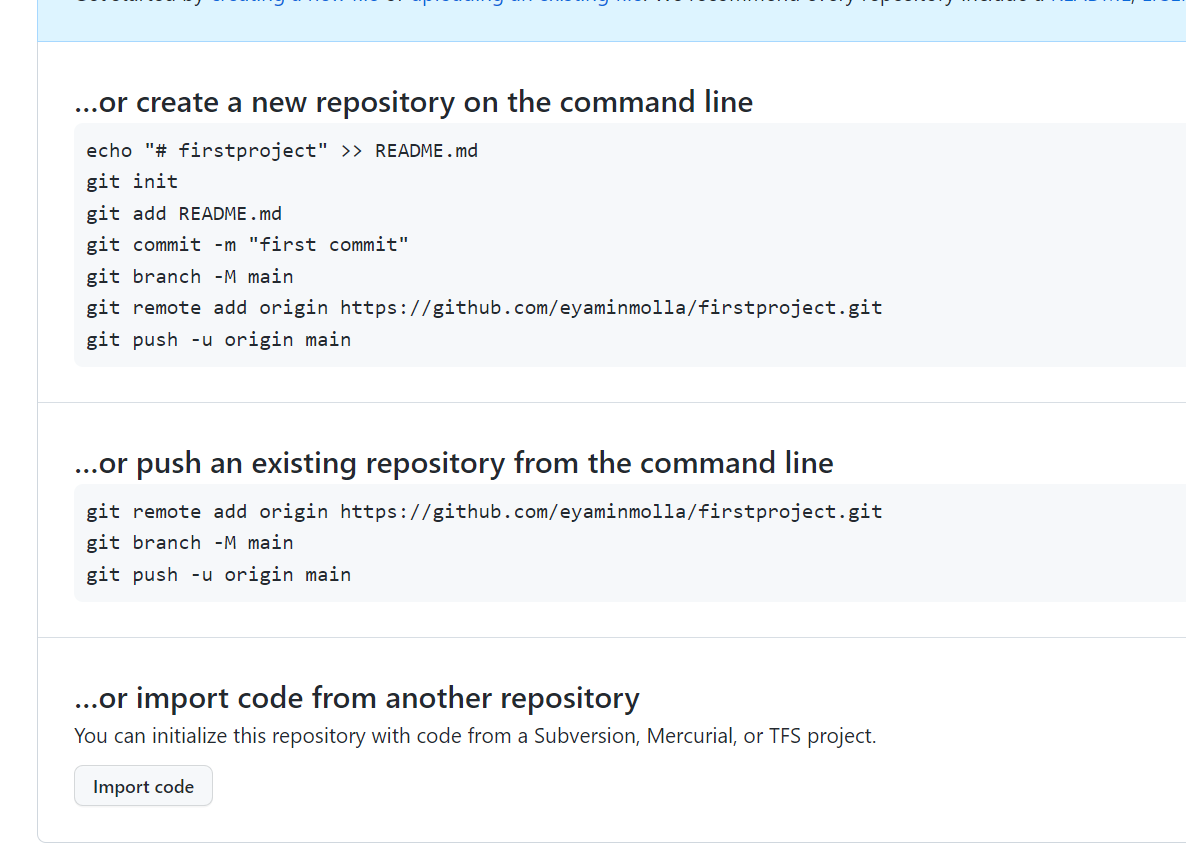 ...or create a new repository on the command line
echo "# firstproject" >> README.md
git init
git add README.md
git commit -m "first commit"
git branch -M main
git remote add origin https://github.com/eyaminmolla/firstproject.git
git push -u origin main
...or push an existing repository from the command line
git remote add origin https://github.com/eyaminmolla/firstproject.git
git branch -M main
git push -u origin main
...or import code from another repository
You can initialize this repository with code from a Subversion, Mercurial, or TFS project.
Import code